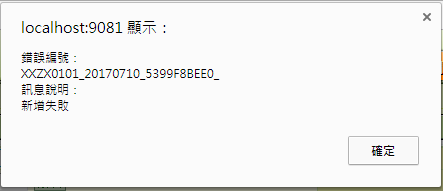 localhost:9081 顯示：
錯誤編號：
XXZX0101_20170710_5399F8BEE0_
訊息說明：
新增失敗
確定